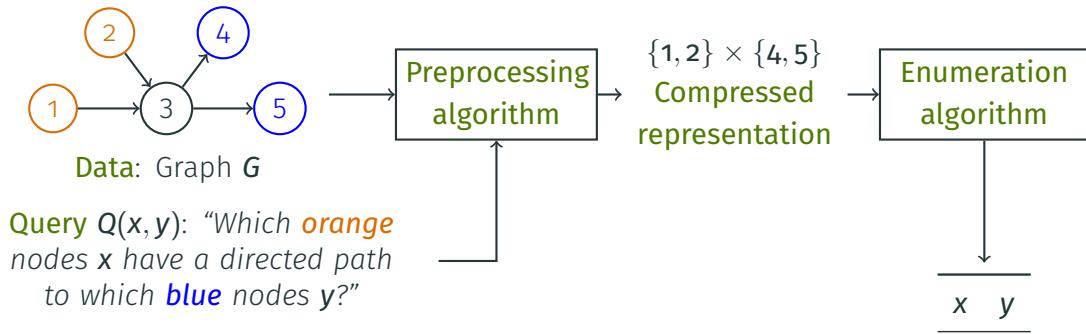 2
4
1
3
5
Data: Graph G
Query Q(x, y): “Which orange
nodes x have a directed path
to which blue nodes y?”
Preprocessing
algorithm
{1, 2} × {4, 5}
Compressed
representation
Enumeration
algorithm
x y